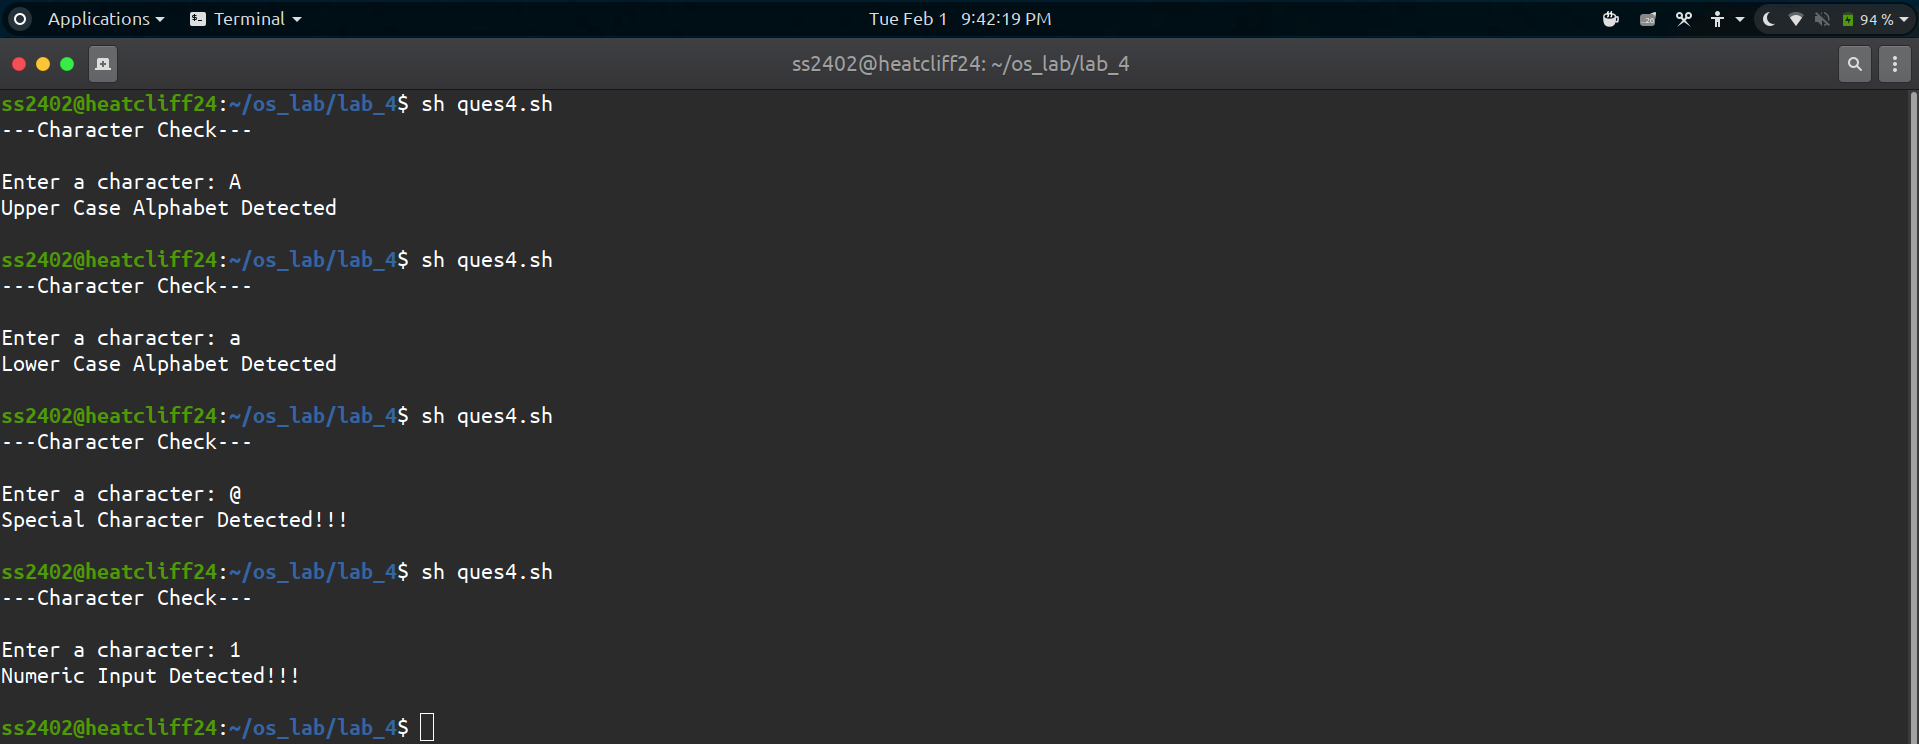 Applications Terminal Tue Feb 1 9:42:19 PM 94 %
ss2402@heatcliff24: ~/os_lab/lab_4
ss2402@heatcliff24:~/os_lab/lab_4$ sh ques4.sh
---Character Check---
Enter a character: A
Upper Case Alphabet Detected
ss2402@heatcliff24:~/os_lab/lab_4$ sh ques4.sh
---Character Check---
Enter a character: a
Lower Case Alphabet Detected
ss2402@heatcliff24:~/os_lab/lab_4$ sh ques4.sh
---Character Check---
Enter a character: @
Special Character Detected!!!
ss2402@heatcliff24:~/os_lab/lab_4$ sh ques4.sh
---Character Check---
Enter a character: 1
Numeric Input Detected!!!
ss2402@heatcliff24:~/os_lab/lab_4$